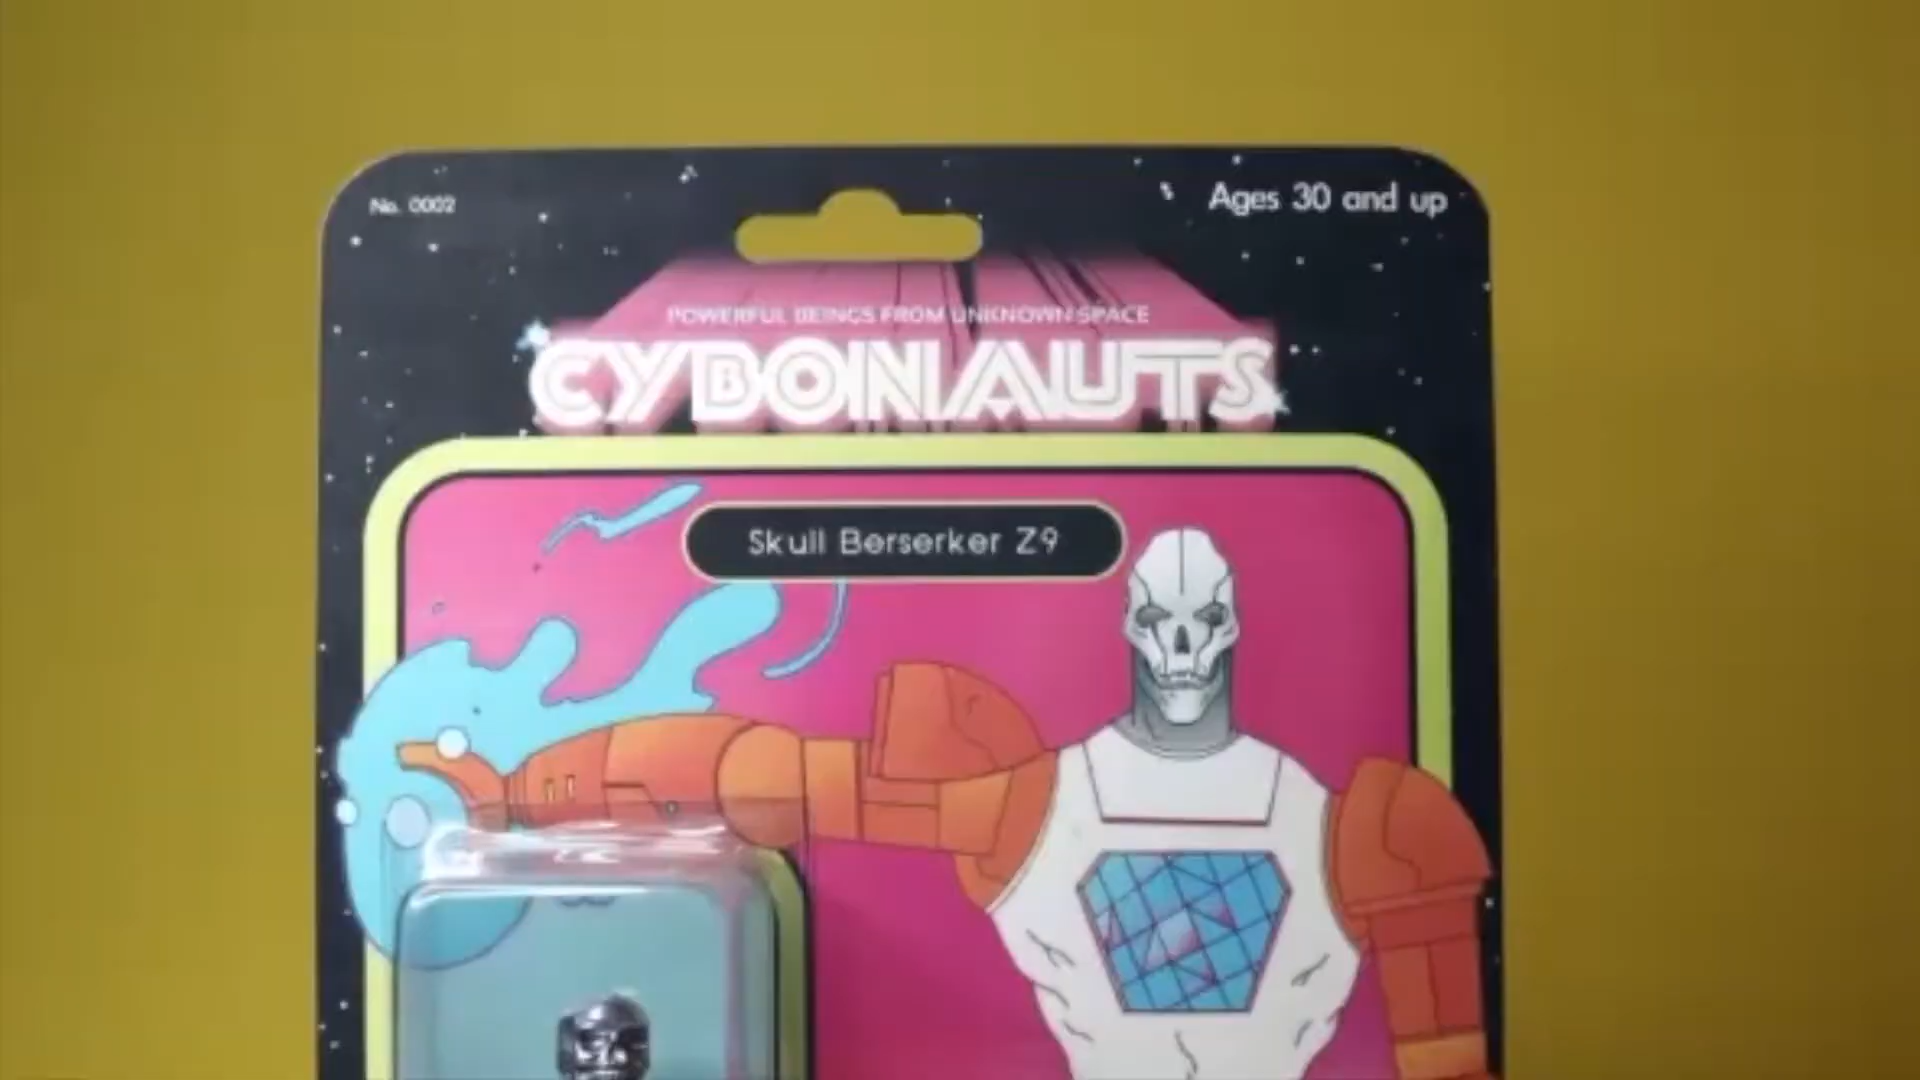 No. 0002
Ages 30 and up
POWERFUL BEINGS FROM UNKNOWN SPACE
CYBONAUTS
Skull Berserker Z9